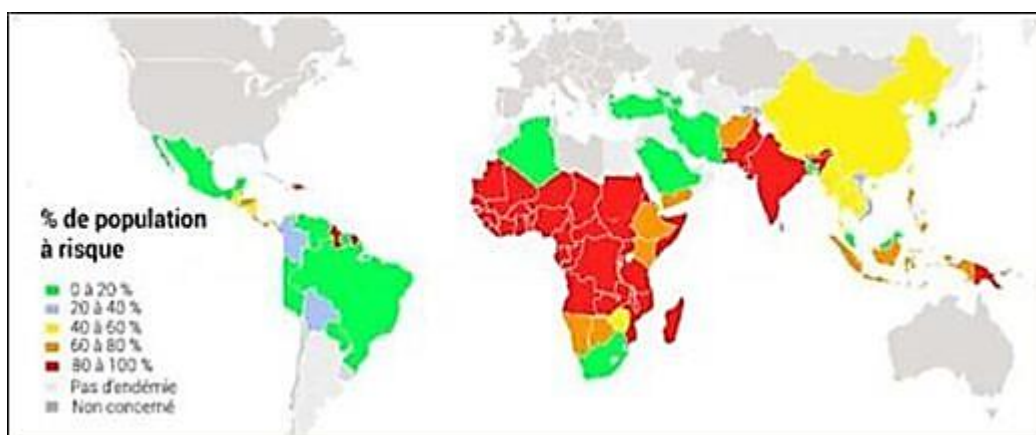 % de population
à risque
0 à 20 %
20 à 40 %
40 à 60 %
60 à 80 %
80 à 100 %
Pas d'endémie
Non concerné